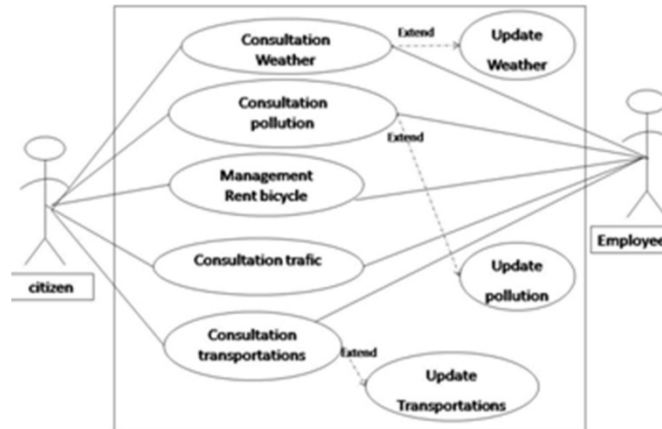 Consultation
Weather
Extend
Update
Weather
Consultation
pollution
Extend
Management
Rent bicycle
Employee
Consultation trafic
Update
pollution
citizen
Consultation
transportations
Extend
Update
Transportations